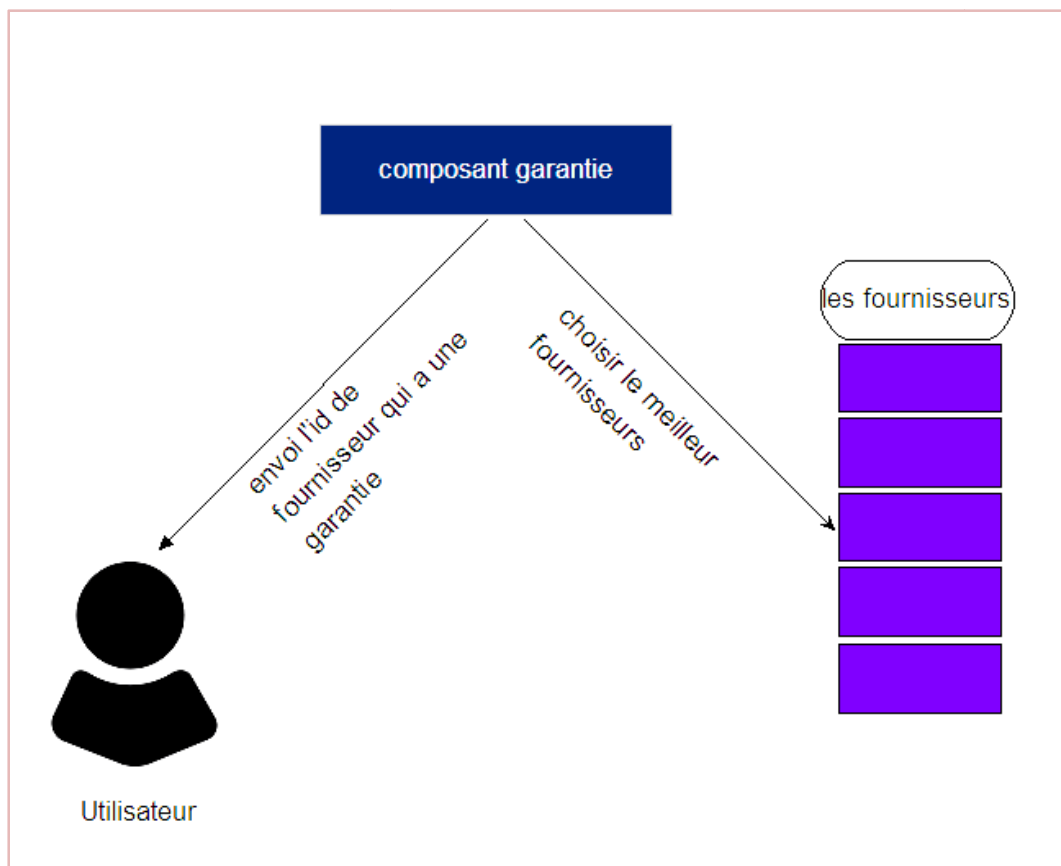 composant garantie
les fournisseurs
envoi l'id de
fournisseur qui a une
garantie
choisir le meilleur
fournisseurs
Utilisateur